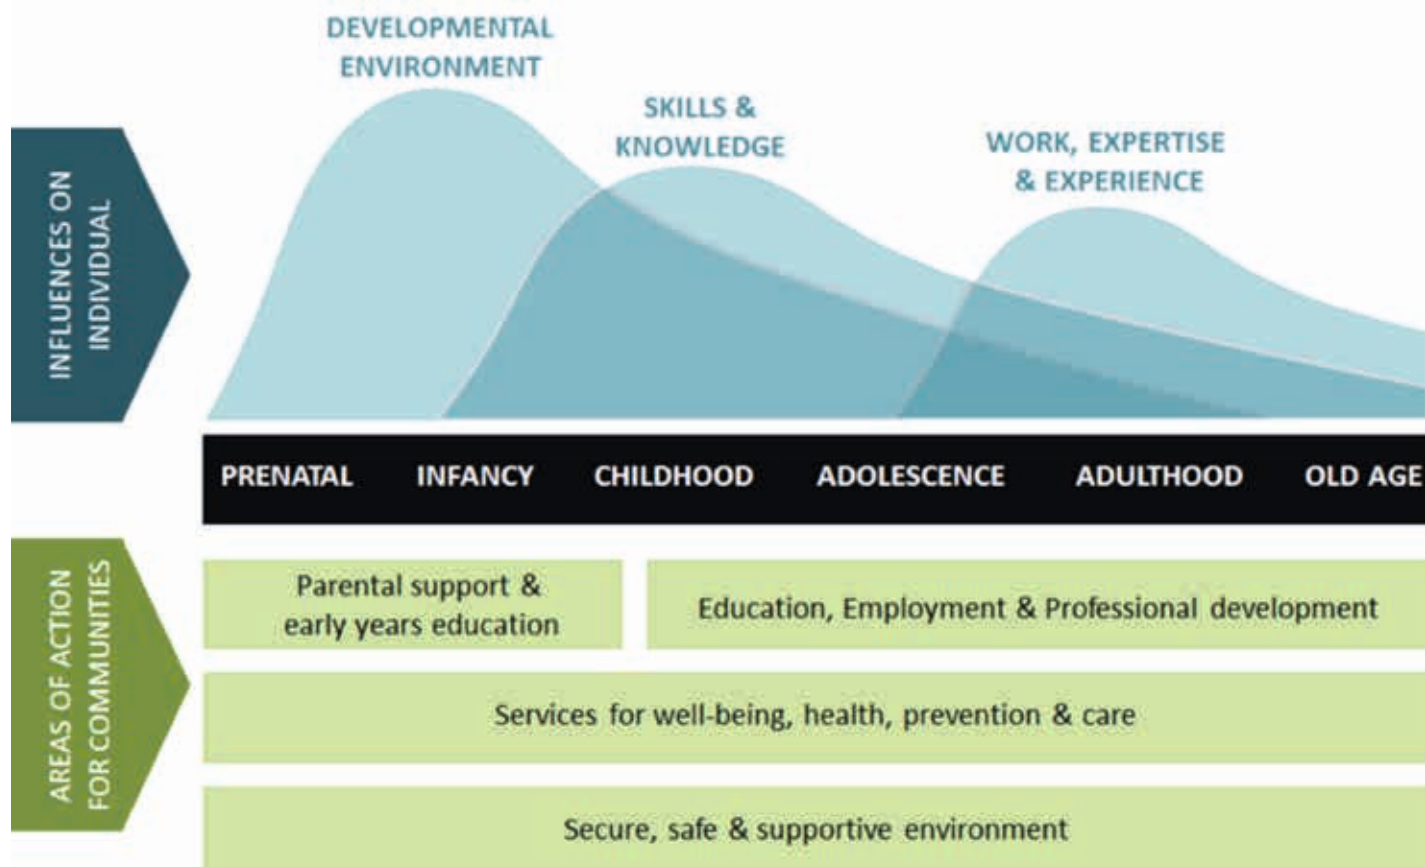 DEVELOPMENTAL
ENVIRONMENT
SKILLS &
KNOWLEDGE
WORK, EXPERTISE
& EXPERIENCE
INFLUENCES ON
INDIVIDUAL
PRENATAL INFANCY CHILDHOOD ADOLESCENCE ADULTHOOD OLD AGE
AREAS OF ACTION
FOR COMMUNITIES
Parental support &
early years education
Education, Employment & Professional development
Services for well-being, health, prevention & care
Secure, safe & supportive environment